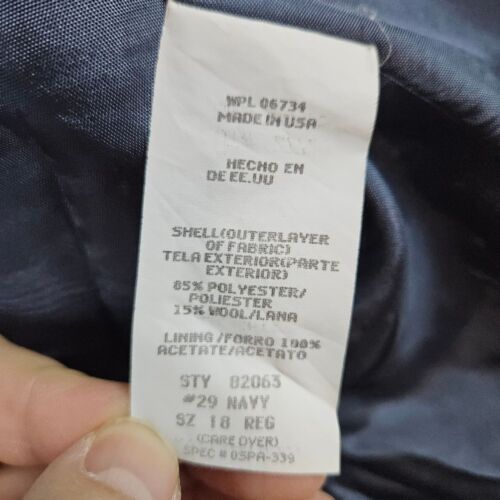 WPL 06734
MADE IN USA
HECHO EN
DE EE.UU
SHELL(OUTERLAYER
OF FABRIC)
TELA EXTERIOR(PARTE
EXTERIOR)
85% POLYESTER/
POLIESTER
15% WOOL/LANA
LINING/FORRO 100%
ACETATE/ACETATO
STY 82063
#29 NAVY
SZ 18 REG
(CARE OVER)
SPEC # 0SPA-339